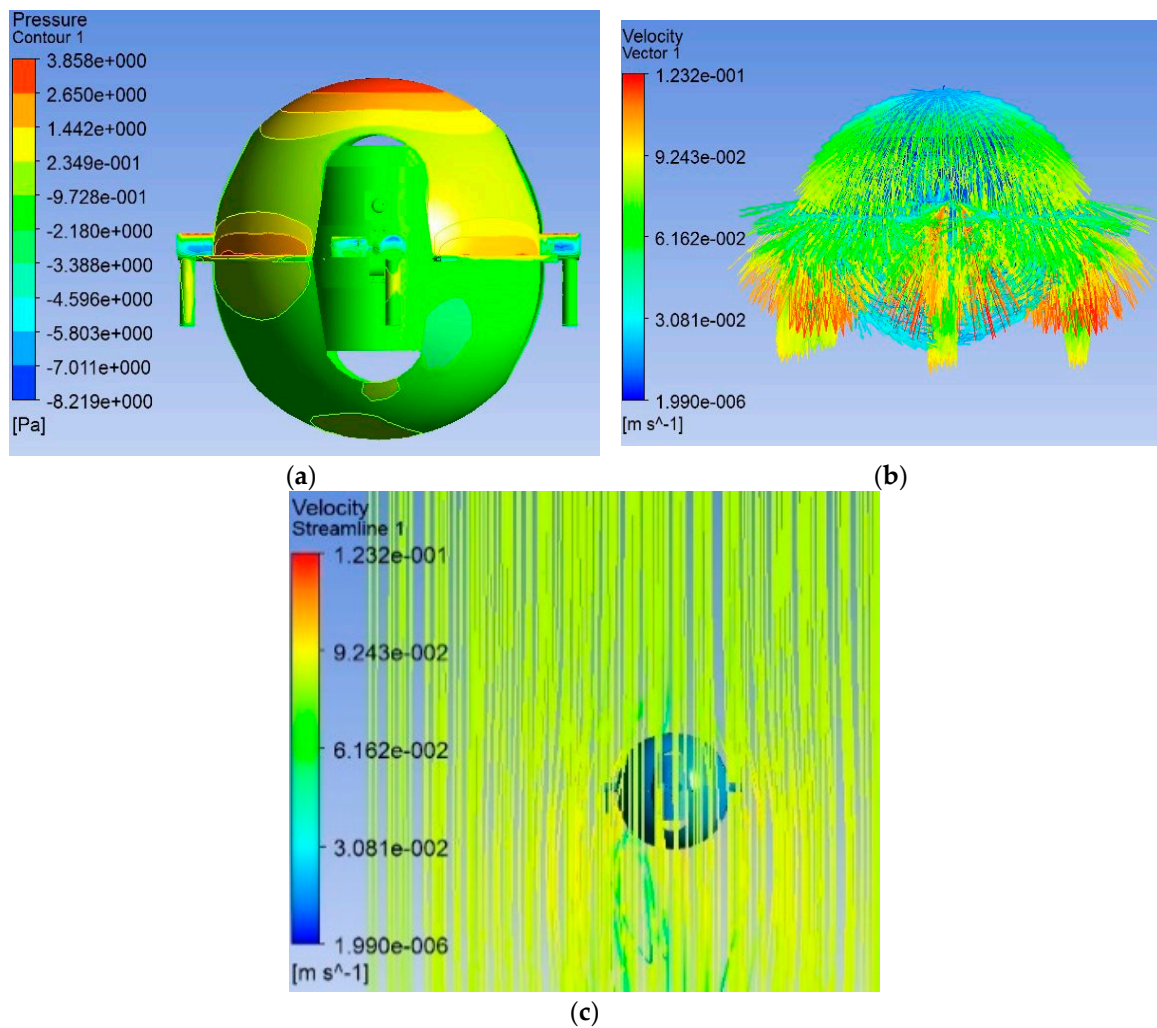 Pressure
Contour 1
3.858e+000
2.650e+000
1.442e+000
2.349e-001
-9.728e-001
-2.180e+000
-3.388e+000
-4.596e+000
-5.803e+000
-7.011e+000
-8.219e+000
[Pa]
(a)
Velocity
Vector 1
1.232e-001
9.243e-002
6.162e-002
3.081e-002
1.990e-006
[m s^-1]
(b)
Velocity
Streamline 1
1.232e-001
9.243e-002
6.162e-002
3.081e-002
1.990e-006
[m s^-1]
(c)